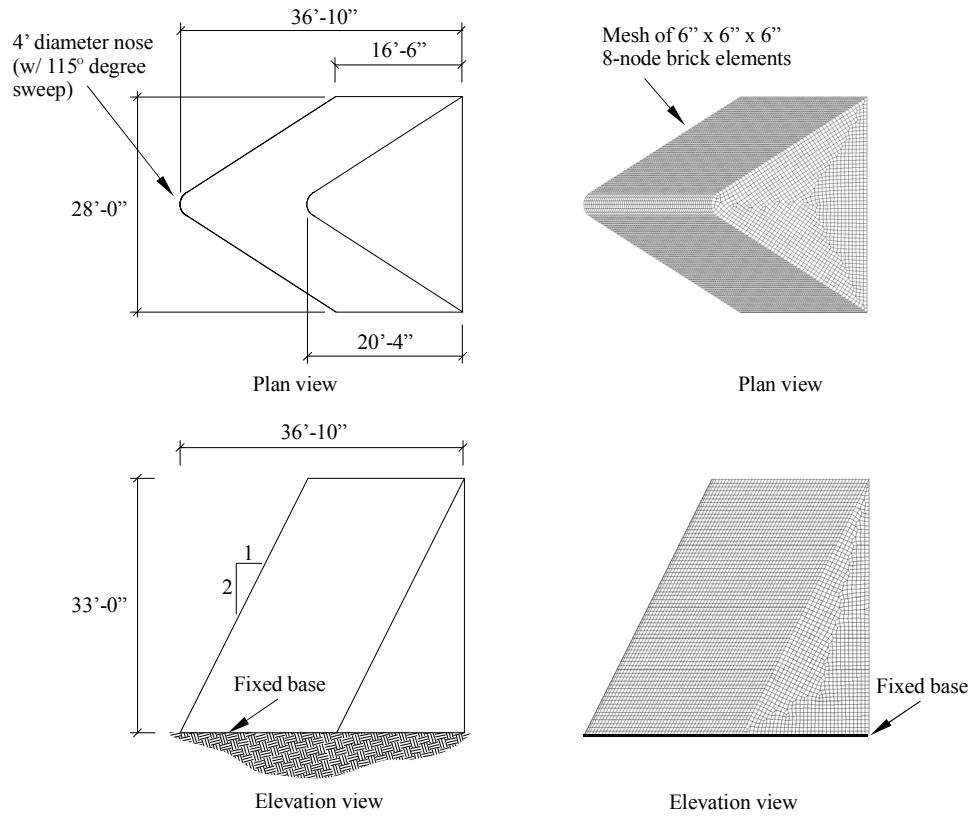 36’-10”
16’-6”
4’ diameter nose
(w/ 115º degree
sweep)
28’-0”
20’-4”
Plan view
Mesh of 6” x 6” x 6”
8-node brick elements
Plan view
36’-10”
1
2
33’-0”
Fixed base
Elevation view
Fixed base
Elevation view